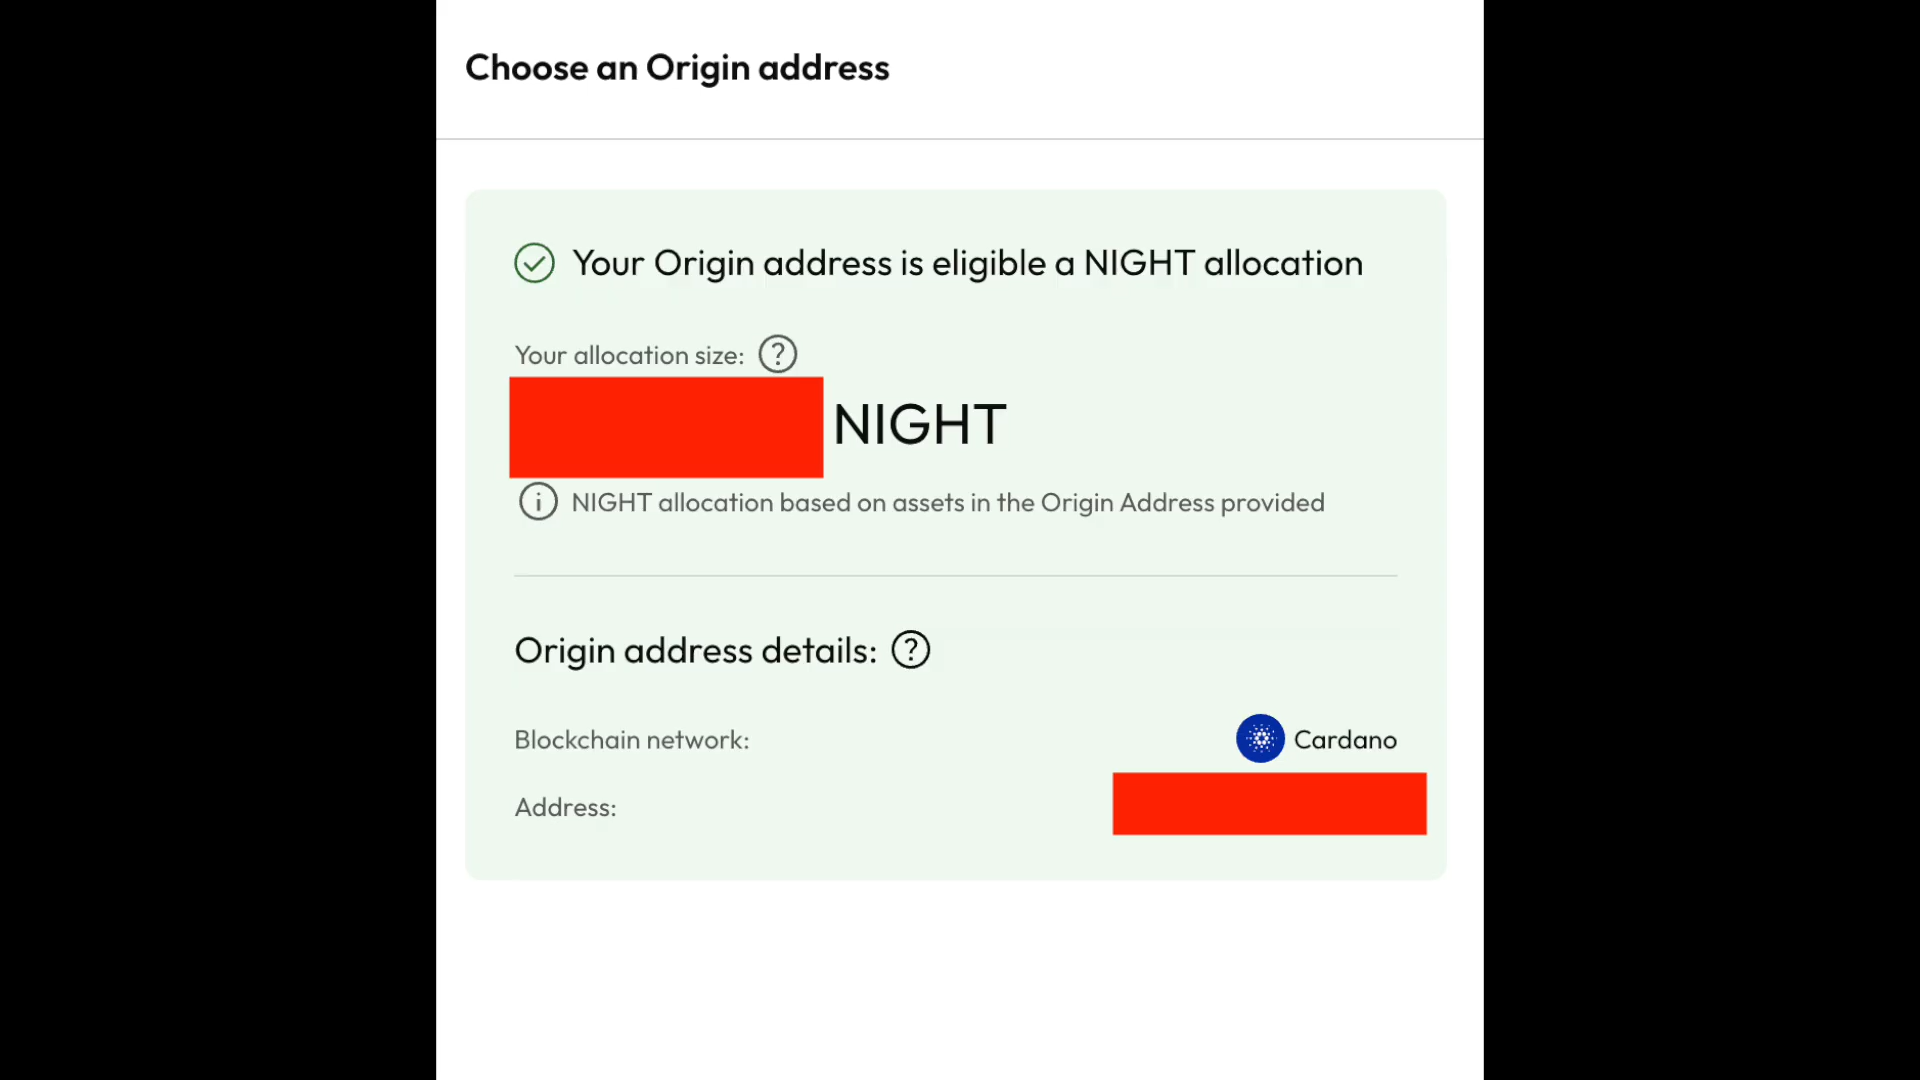 Choose an Origin address
Your Origin address is eligible a NIGHT allocation
Your allocation size: ?
NIGHT
i NIGHT allocation based on assets in the Origin Address provided
Origin address details: ?
Blockchain network: Cardano
Address: